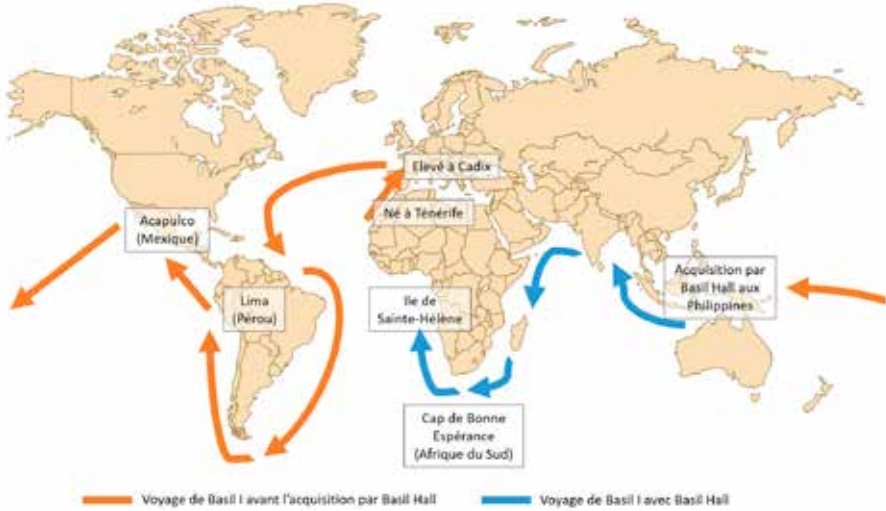 Elevé à Cadix
Né à Ténérife
Acapulco
(Mexique)
Lima
(Pérou)
Ile de
Sainte-Hélène
Acquisition par
Basil Hall aux
Philippines
Cap de Bonne
Espérance
(Afrique du Sud)
Voyage de Basil I avant l'acquisition par Basil Hall
Voyage de Basil I avec Basil Hall